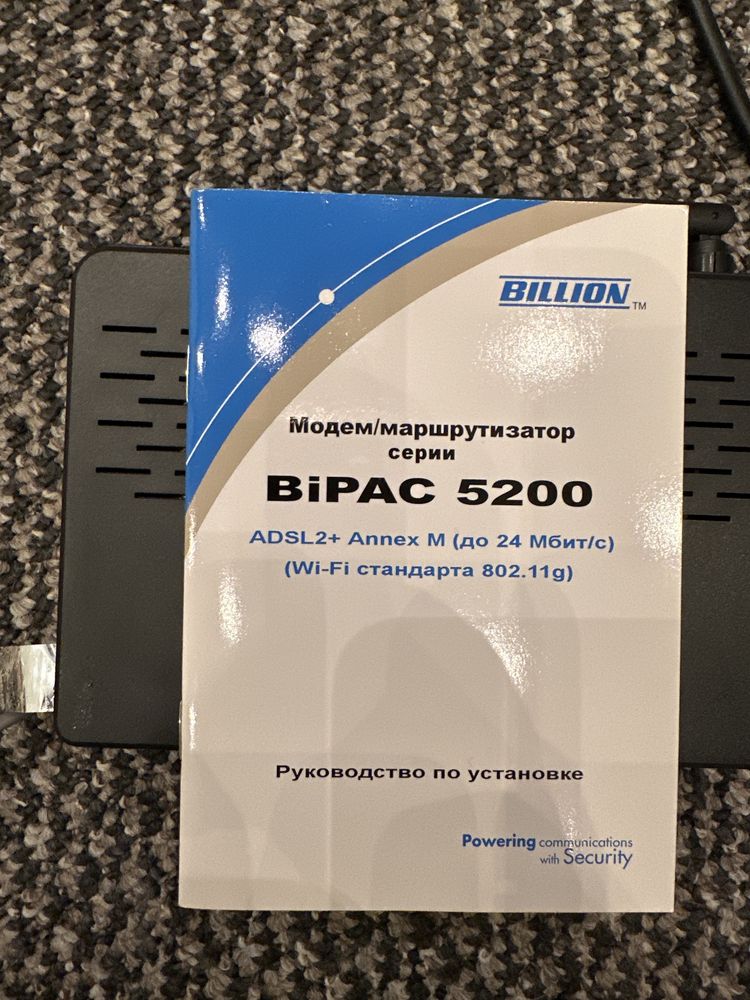 BILLION TM
Модем/маршрутизатор
серии
BiPAC 5200
ADSL2+ Annex M (до 24 Мбит/с)
(Wi-Fi стандарта 802.11g)
Руководство по установке
Powering communications
with Security